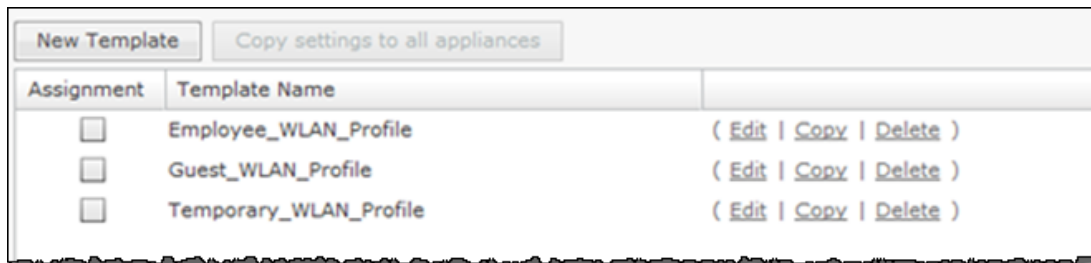 New Template Copy settings to all appliances
Assignment Template Name
Employee_WLAN_Profile ( Edit | Copy | Delete )
Guest_WLAN_Profile ( Edit | Copy | Delete )
Temporary_WLAN_Profile ( Edit | Copy | Delete )